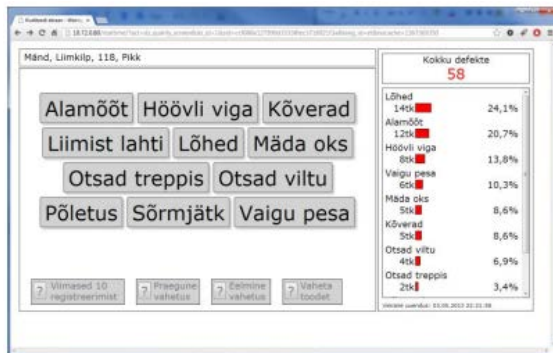 Mänd, Liimkilp, 118, Pikk
Alamõõt Höövli viga Kõverad
Liimist lahti Lõhed Mäda oks
Otsad treppis Otsad viltu
Põletus Sõrmjätk Vaigu pesa
? Viimased 10 registreerimist
? Praegune vahetus
? Eelmine vahetus
? Vaheta toodet
Kokku defekte
58
Lõhed
14tk 24,1%
Alamõõt
12tk 20,7%
Höövli viga
8tk 13,8%
Vaigu pesa
6tk 10,3%
Mäda oks
5tk 8,6%
Kõverad
5tk 8,6%
Otsad viltu
4tk 6,9%
Otsad treppis
2tk 3,4%